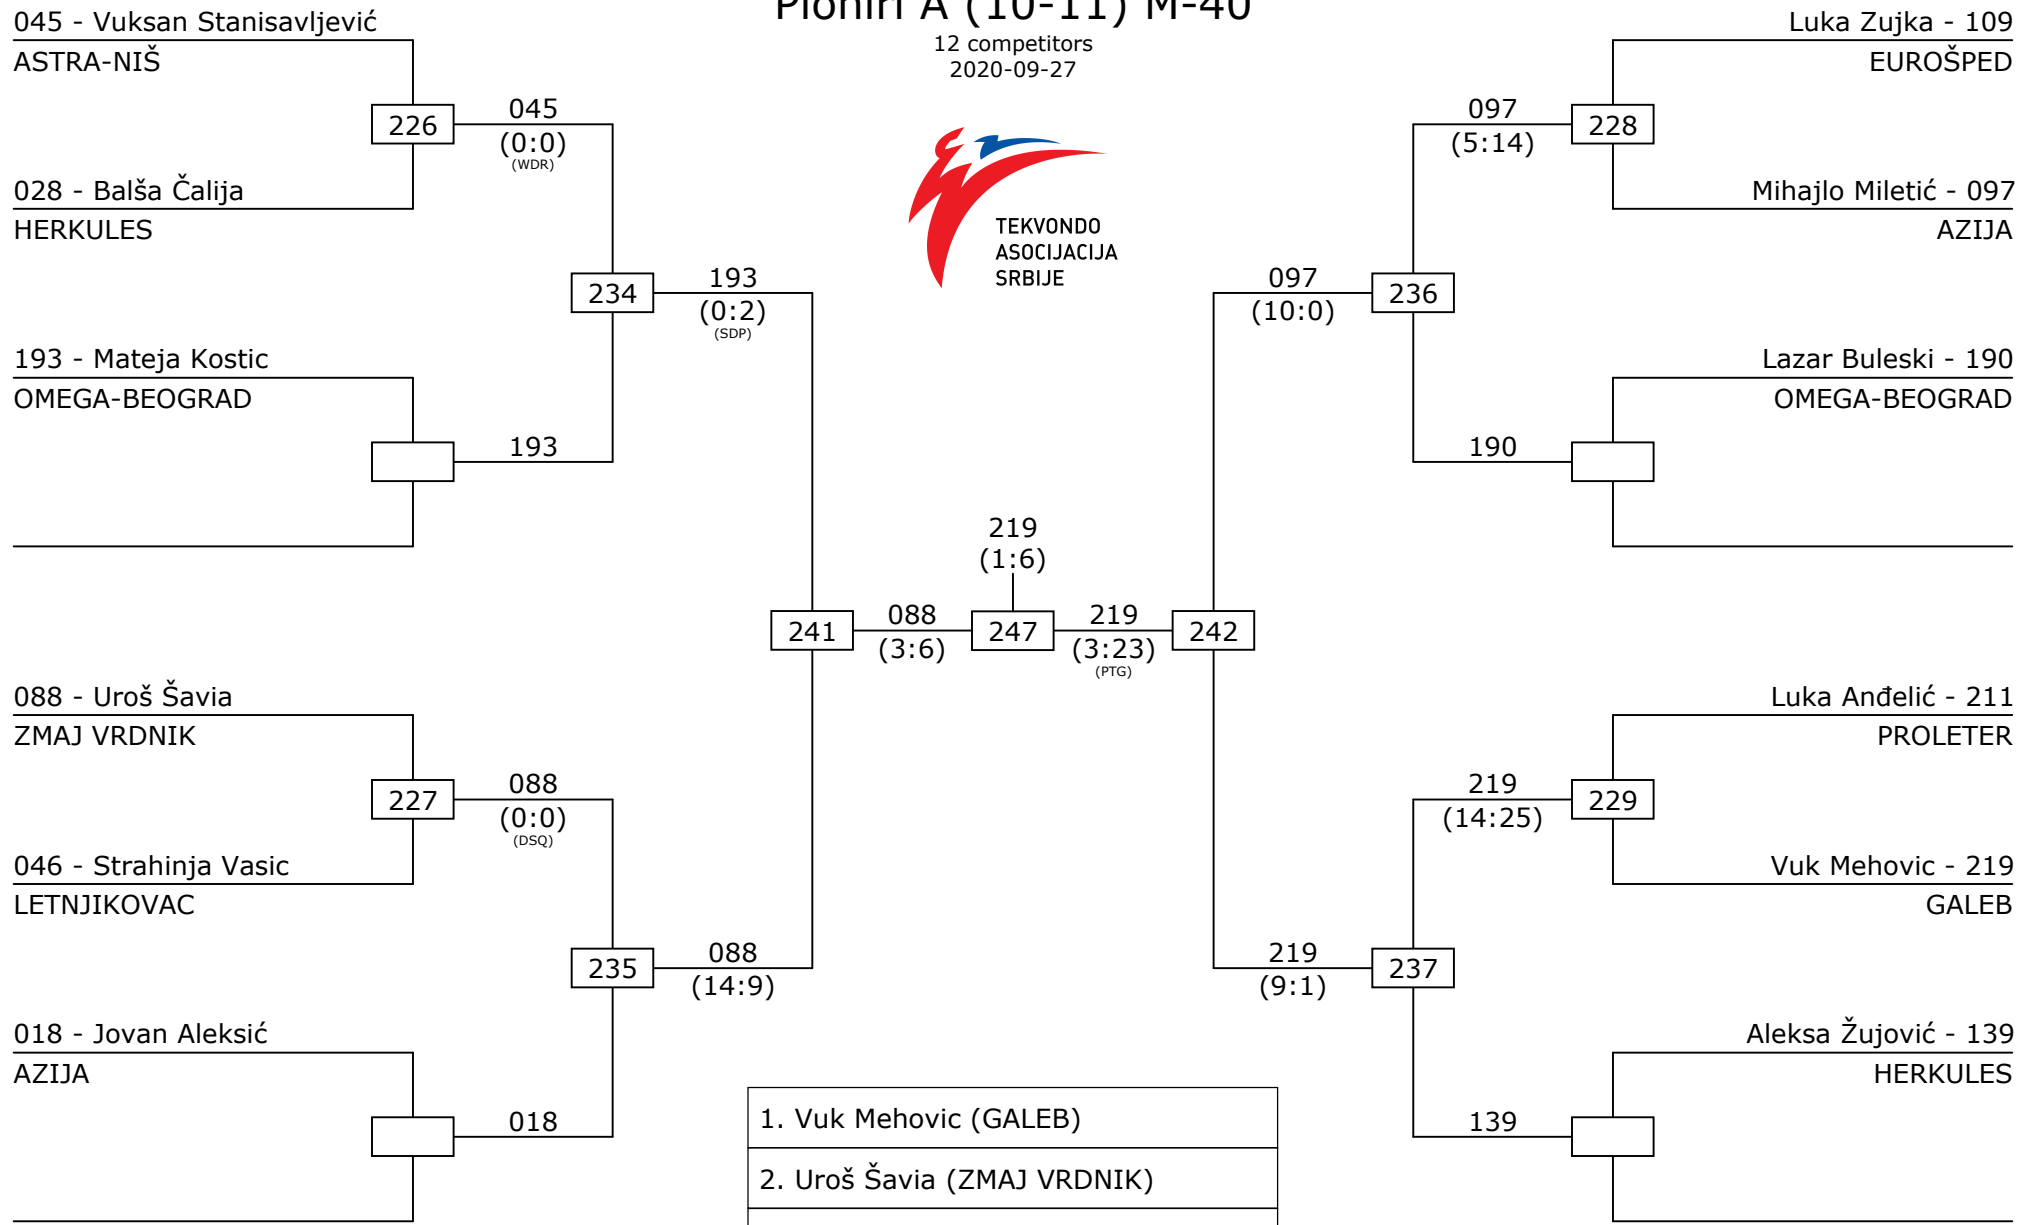 Pioniri A (10-11) M-40
12 competitors
2020-09-27
TEKVONDO
ASOCIJACIJA
SRBIJE
045 - Vuksan Stanisavljević
ASTRA-NIŠ
226
045
(0:0)
(WDR)
028 - Balša Čalija
HERKULES
234
193
(0:2)
(SDP)
193 - Mateja Kostic
OMEGA-BEOGRAD
193
241
088
(3:6)
088 - Uroš Šavia
ZMAJ VRDNIK
227
088
(0:0)
(DSQ)
046 - Strahinja Vasic
LETNJIKOVAC
235
088
(14:9)
018 - Jovan Aleksić
AZIJA
018
219
(1:6)
247
219
(3:23)
(PTG)
242
Luka Zujka - 109
EUROŠPED
097
(5:14)
228
Mihajlo Miletić - 097
AZIJA
097
(10:0)
236
Lazar Buleski - 190
OMEGA-BEOGRAD
190
Luka Anđelić - 211
PROLETER
219
(14:25)
229
Vuk Mehovic - 219
GALEB
219
(9:1)
237
Aleksa Žujović - 139
HERKULES
139
1. Vuk Mehovic (GALEB)
2. Uroš Šavia (ZMAJ VRDNIK)